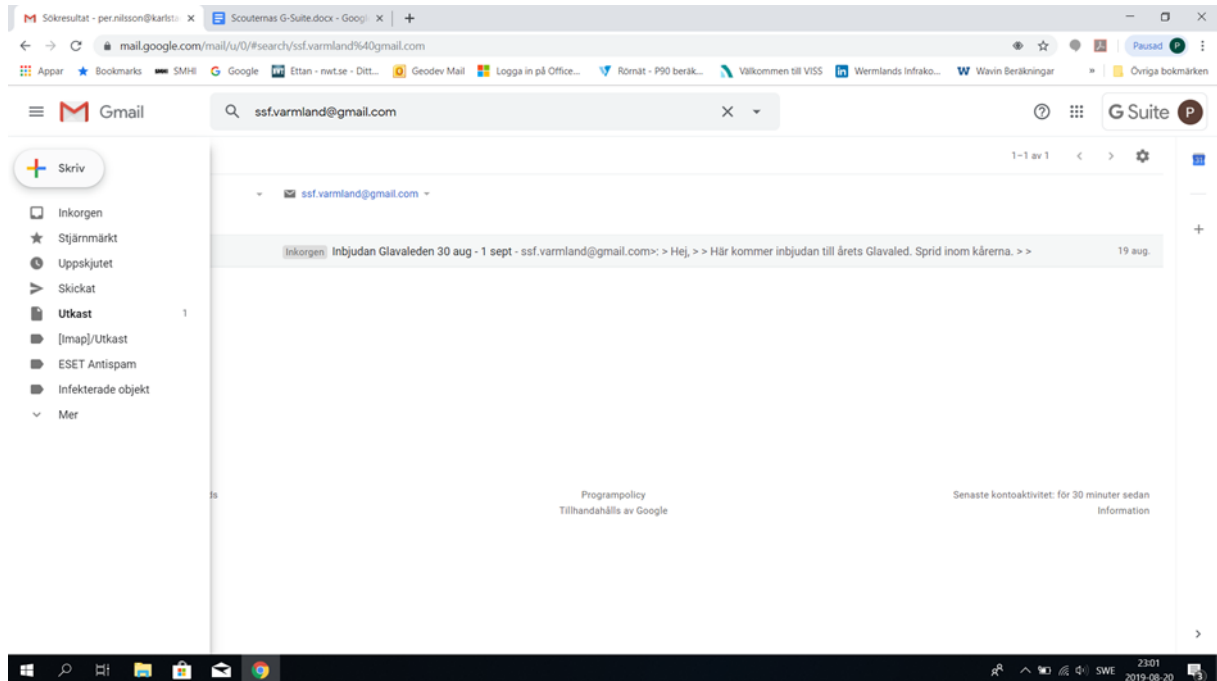 Sökresultat - per.nilsson@karlsta
Scouternas G-Suite.docx - Googl
mail.google.com/mail/u/0/#search/ssf.varmland%40gmail.com
Pausad P
Appar Bookmarks SMHI Google Ettan - nwt.se - Ditt... Geodev Mail Logga in på Office... Rörnät - P90 beräk... Välkommen till VISS Wermlands Infrako... Wavin Beräkningar » Övriga bokmärken
Gmail
ssf.varmland@gmail.com
G Suite P
Skriv
1–1 av 1
31
ssf.varmland@gmail.com
Inkorgen
Stjärnmärkt
Inkorgen Inbjudan Glavaleden 30 aug - 1 sept - ssf.varmland@gmail.com>: > Hej, > > Här kommer inbjudan till årets Glavaled. Sprid inom kårerna. > > 19 aug.
Uppskjutet
Skickat
Utkast 1
[Imap]/Utkast
ESET Antispam
Infekterade objekt
Mer
ds
Programpolicy
Tillhandahålls av Google
Senaste kontoaktivitet: för 30 minuter sedan
Information
SWE
23:01
2019-08-20
3